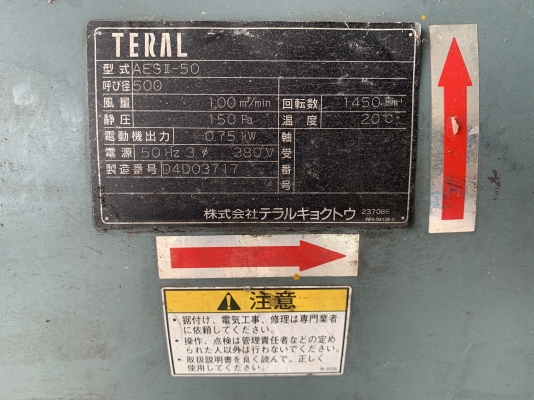 TERAL
型式 AESⅡ-50
呼び径 500
風量 100 m³/min 回転数 1450
静圧 150 Pa 温度 20℃
電動機出力 0.75 kW 軸受番号
電源 50 Hz 3 φ 380 V
製造番号 D4D03717
株式会社テラルキョクトウ 237086
注意
• 据付け、電気工事、修理は専門業者
に依頼してください。
• 操作、点検は管理責任者などの定め
られた人以外は行わないでください。
• 取扱説明書を良く読んで、正しく
使用してください。